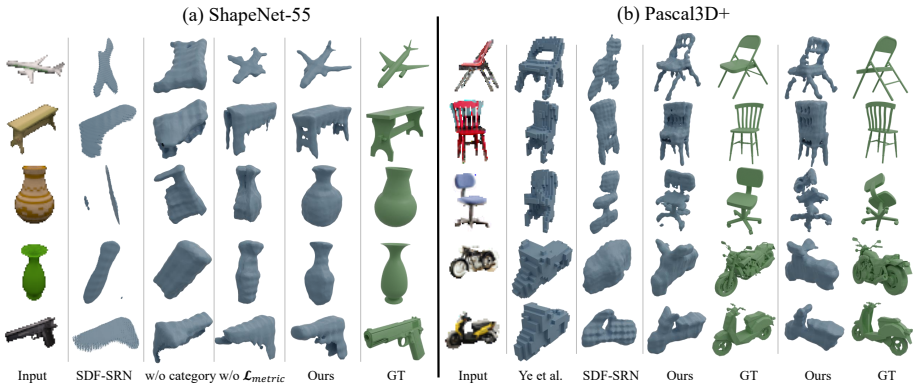 (a) ShapeNet-55
(b) Pascal3D+
Input SDF-SRN w/o category w/o 𝓛metric Ours GT
Input Ye et al. SDF-SRN Ours GT Ours GT